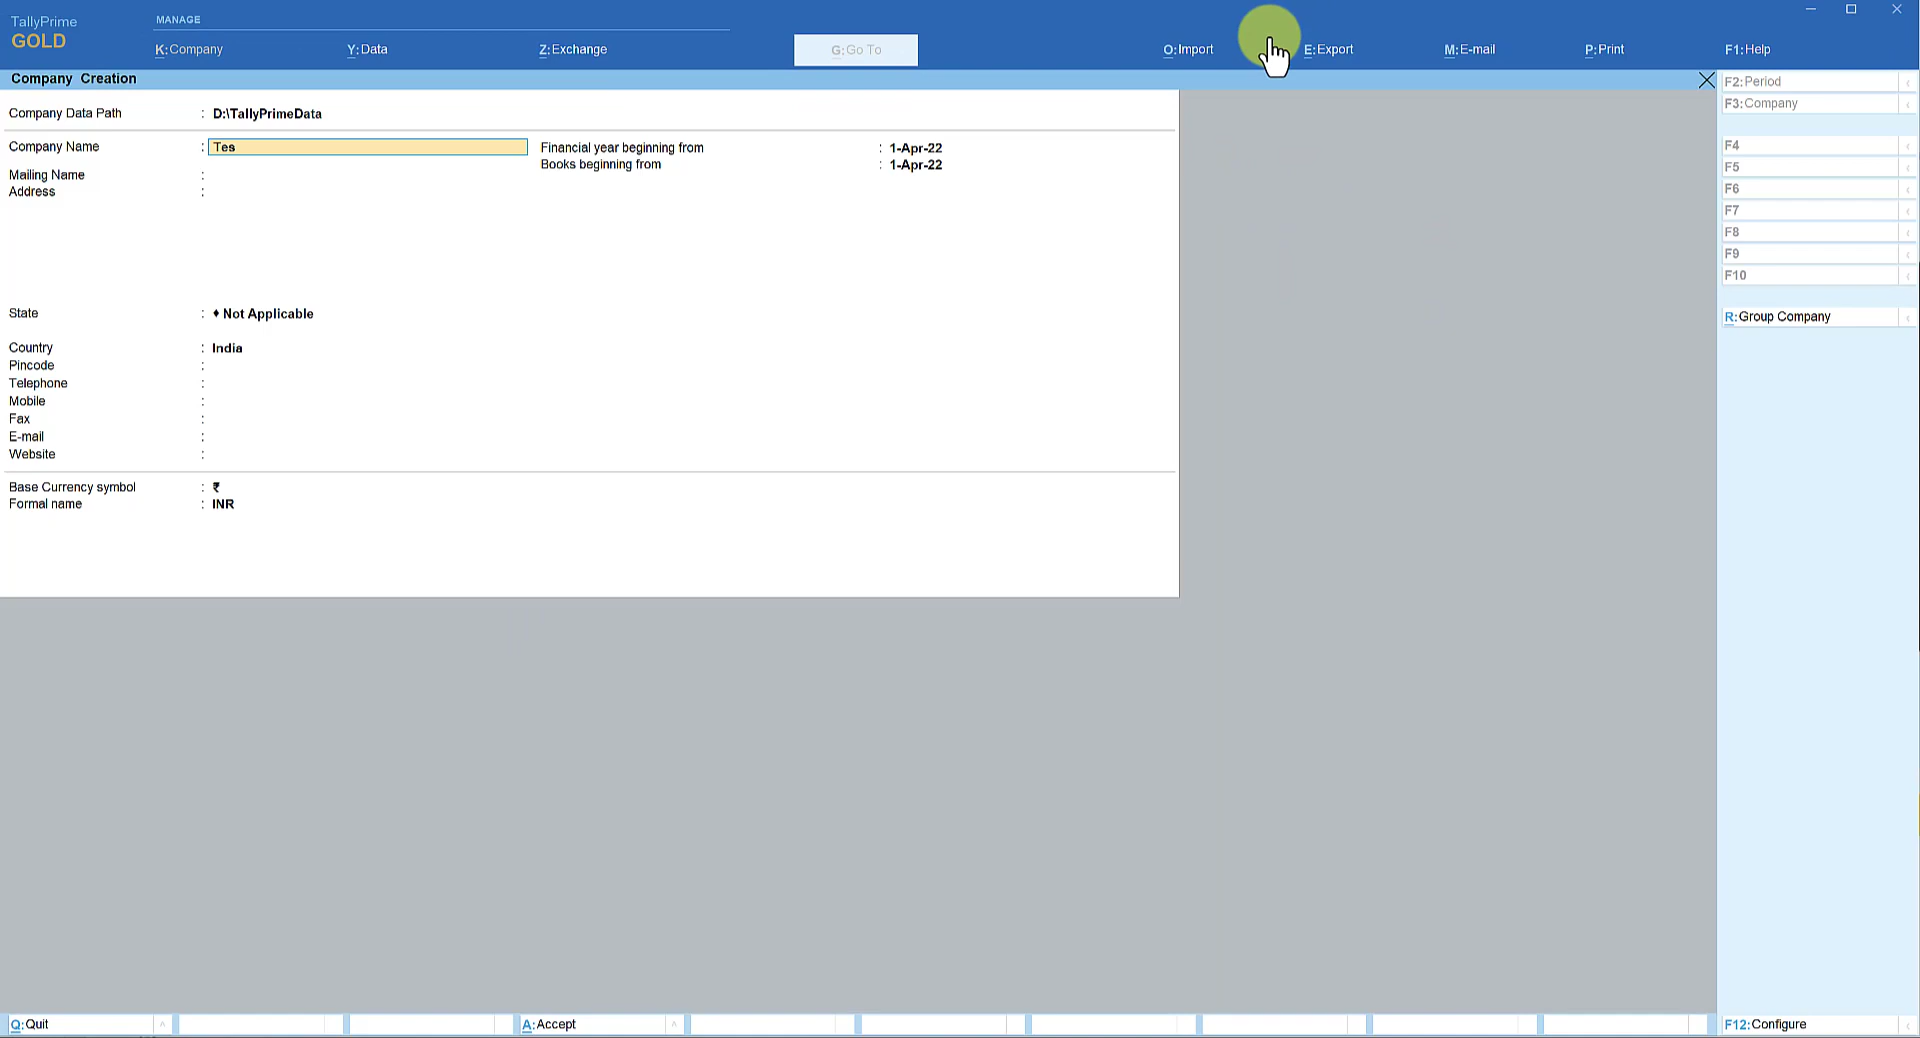 TallyPrime
GOLD
MANAGE
K:Company
Y:Data
Z:Exchange
G:Go To
O:Import
E:Export
M:E-mail
P:Print
F1:Help
Company Creation
Company Data Path : D:\TallyPrimeData
Company Name : Tes
Financial year beginning from : 1-Apr-22
Books beginning from : 1-Apr-22
Mailing Name :
Address :
State : ♦ Not Applicable
Country : India
Pincode :
Telephone :
Mobile :
Fax :
E-mail :
Website :
Base Currency symbol : ₹
Formal name : INR
F2:Period
F3:Company
F4
F5
F6
F7
F8
F9
F10
R:Group Company
Q:Quit
A:Accept
F12:Configure